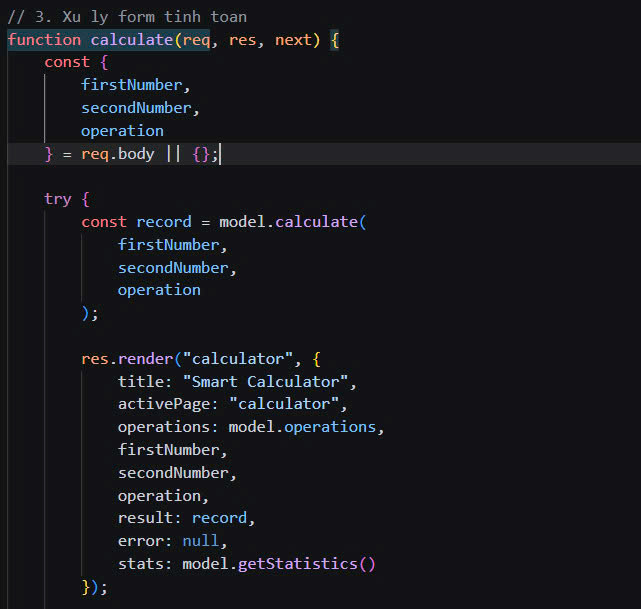 // 3. Xu ly form tinh toan
function calculate(req, res, next) {
    const {
        firstNumber,
        secondNumber,
        operation
    } = req.body || {};
    try {
        const record = model.calculate(
            firstNumber,
            secondNumber,
            operation
        );
        res.render("calculator", {
            title: "Smart Calculator",
            activePage: "calculator",
            operations: model.operations,
            firstNumber,
            secondNumber,
            operation,
            result: record,
            error: null,
            stats: model.getStatistics()
        });